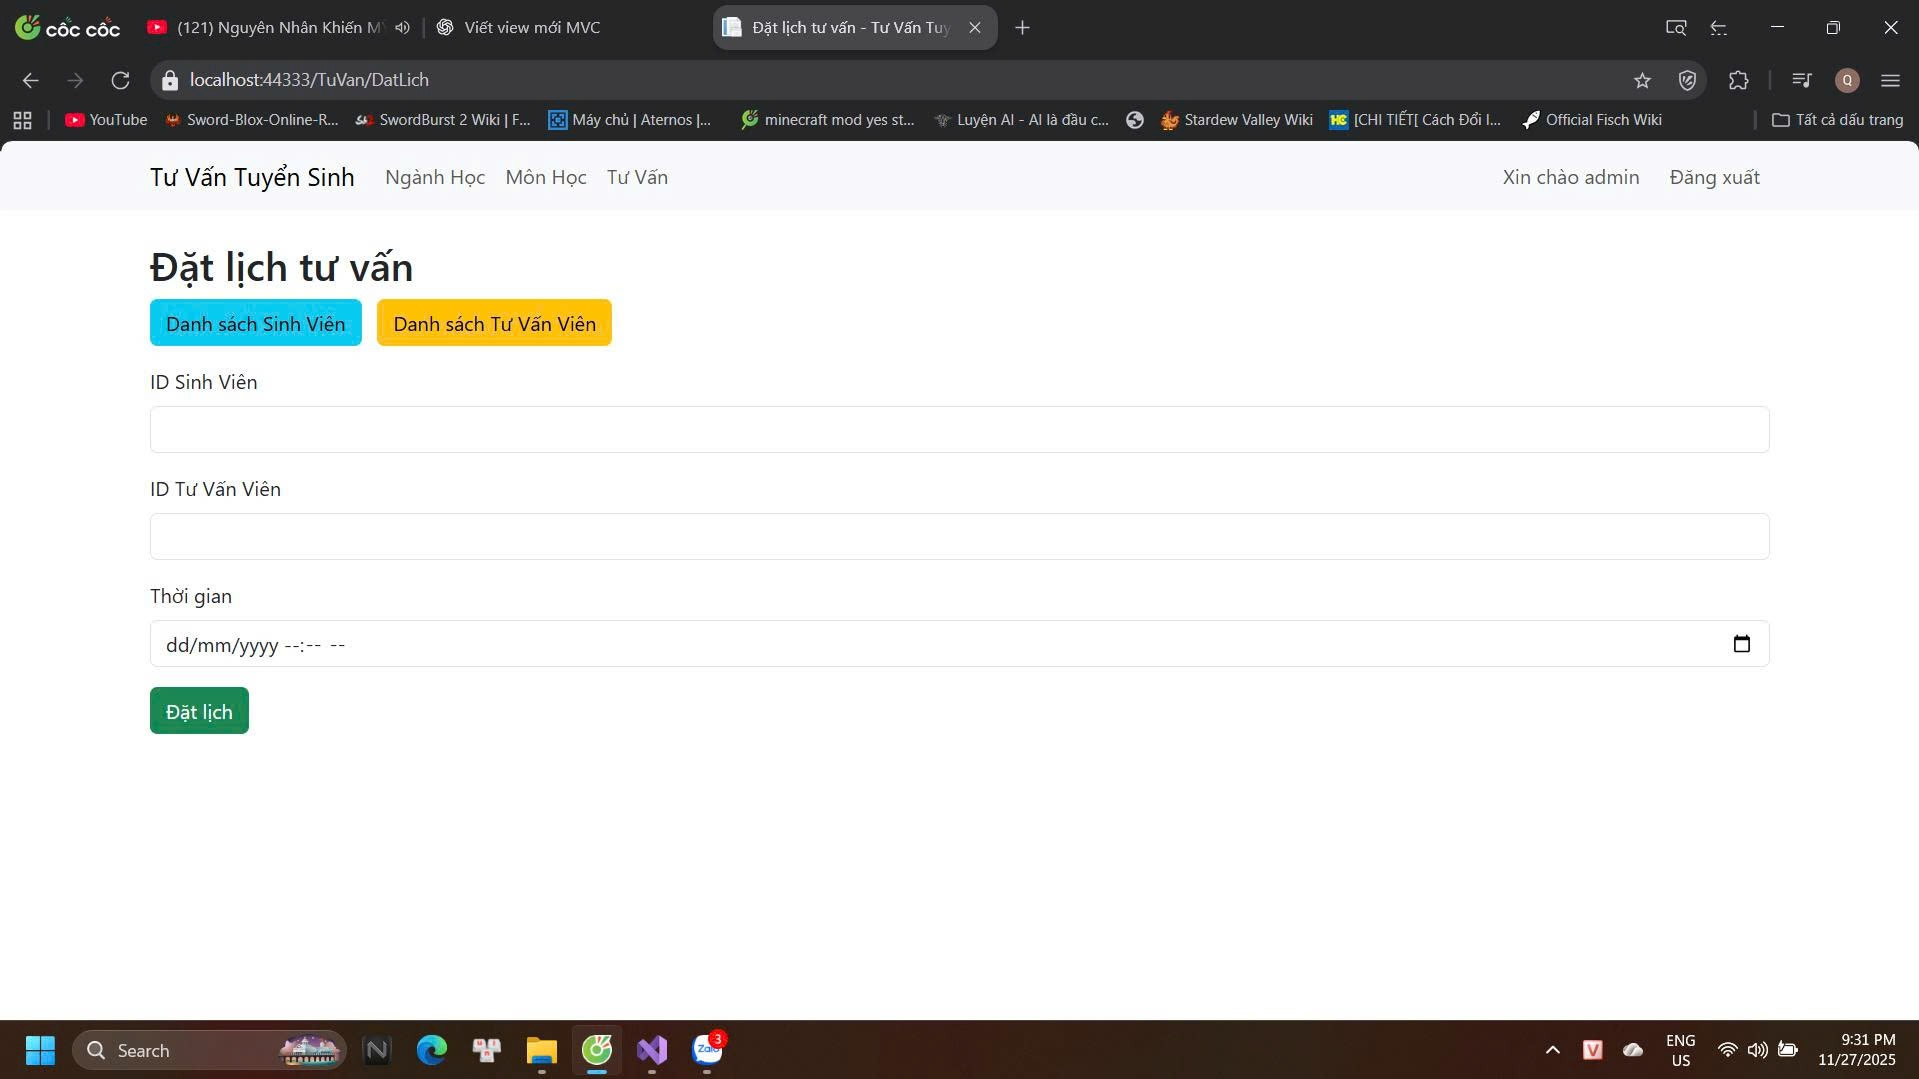 cốc cốc
(121) Nguyên Nhân Khiến M
Viết view mới MVC
Đặt lịch tư vấn - Tư Vấn Tuy
localhost:44333/TuVan/DatLich
Q
YouTube
Sword-Blox-Online-R...
SwordBurst 2 Wiki | F...
Máy chủ | Aternos |...
minecraft mod yes st...
Luyện AI - AI là đầu c...
Stardew Valley Wiki
HC
[CHI TIẾT[ Cách Đổi I...
Official Fisch Wiki
Tất cả dấu trang
Tư Vấn Tuyển Sinh
Ngành Học
Môn Học
Tư Vấn
Xin chào admin
Đăng xuất
Đặt lịch tư vấn
Danh sách Sinh Viên
Danh sách Tư Vấn Viên
ID Sinh Viên
ID Tư Vấn Viên
Thời gian
dd/mm/yyyy --:-- --
Đặt lịch
Search
N
Zalo
3
V
ENG
US
9:31 PM
11/27/2025